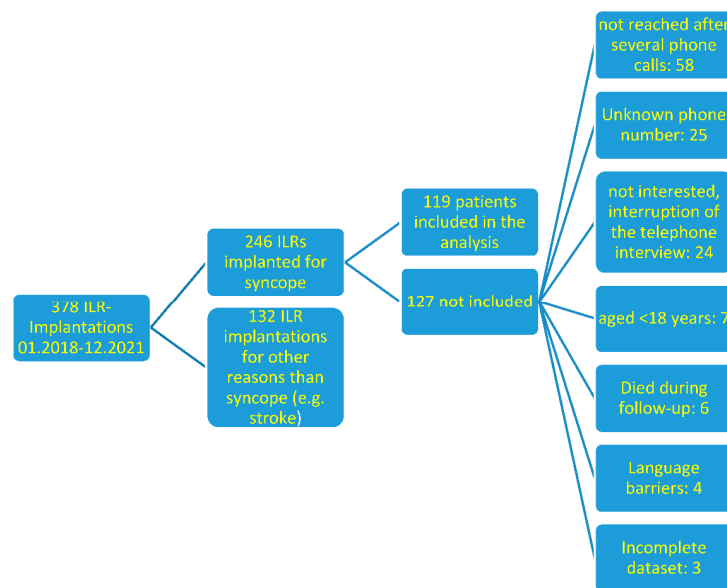 378 ILR-
Implantations
01.2018-12.2021
246 ILRs
implanted for
syncope
132 ILR
implantations
for other
reasons than
syncope (e.g.
stroke)
119 patients
included in the
analysis
127 not included
not reached after
several phone
calls: 58
Unknown phone
number: 25
not interested,
interruption of
the telephone
interview: 24
aged <18 years: 7
Died during
follow-up: 6
Language
barriers: 4
Incomplete
dataset: 3